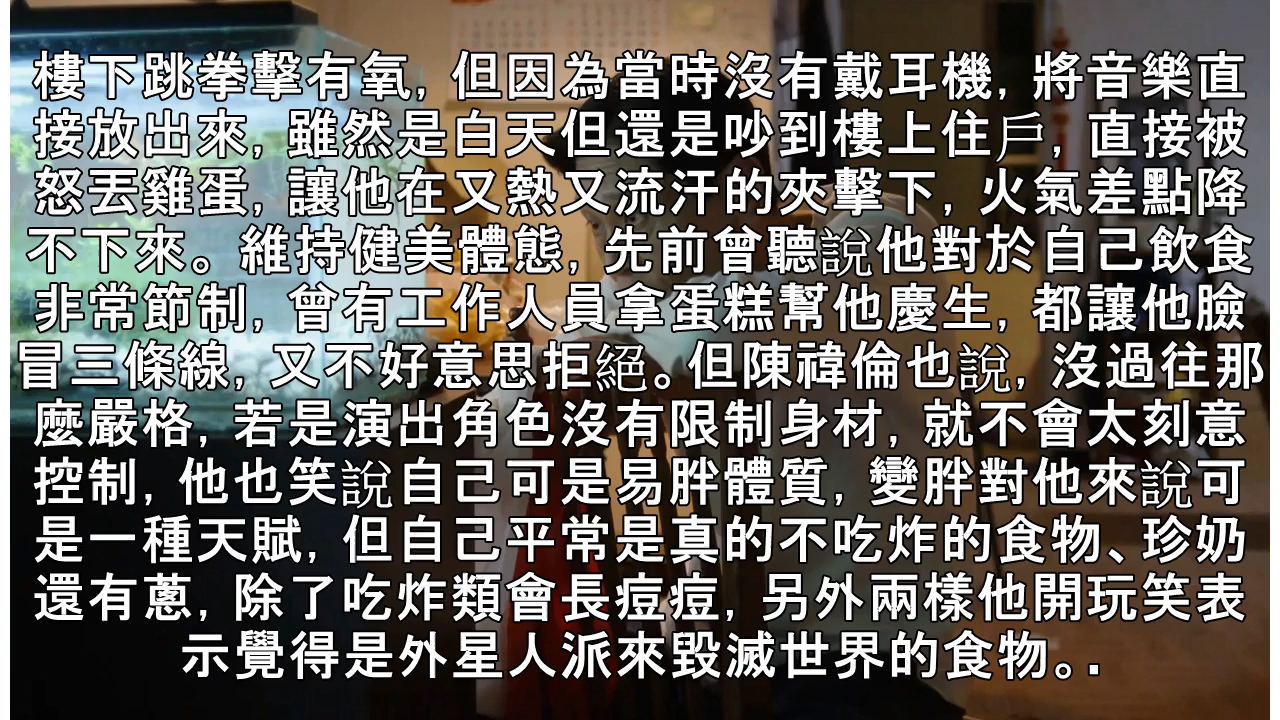 樓下跳拳擊有氧, 但因為當時沒有戴耳機, 將音樂直
接放出來, 雖然是白天但還是吵到樓上住戶, 直接被
怒丟雞蛋, 讓他在又熱又流汗的夾擊下, 火氣差點降
不下來。維持健美體態, 先前曾聽說他對於自己飲食
非常節制, 曾有工作人員拿蛋糕幫他慶生, 都讓他臉
冒三條線, 又不好意思拒絕。但陳禕倫也說, 沒過往那
麼嚴格, 若是演出角色沒有限制身材, 就不會太刻意
控制, 他也笑說自己可是易胖體質, 變胖對他來說可
是一種天賦, 但自己平常是真的不吃炸的食物、珍奶
還有蔥, 除了吃炸類會長痘痘, 另外兩樣他開玩笑表
示覺得是外星人派來毀滅世界的食物。.